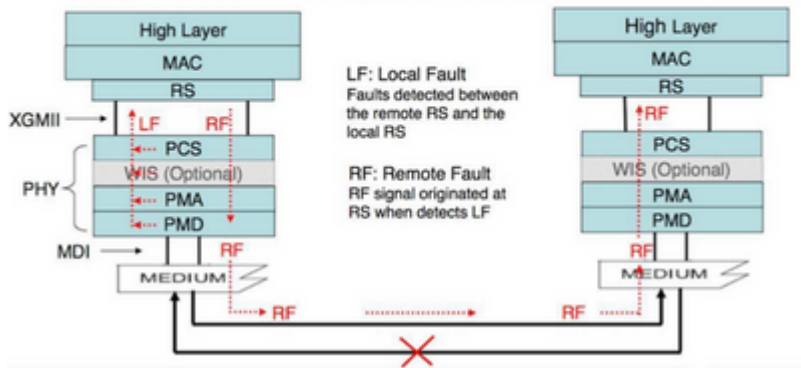 High Layer
MAC
RS
XGMII
LF
RF
PCS
WIS (Optional)
PHY
PMA
PMD
MDI
RF
MEDIUM
RF
LF: Local Fault
Faults detected between
the remote RS and the
local RS
RF: Remote Fault
RF signal originated at
RS when detects LF
High Layer
MAC
RS
RF
PCS
WIS (Optional)
PMA
PMD
RF
MEDIUM
RF